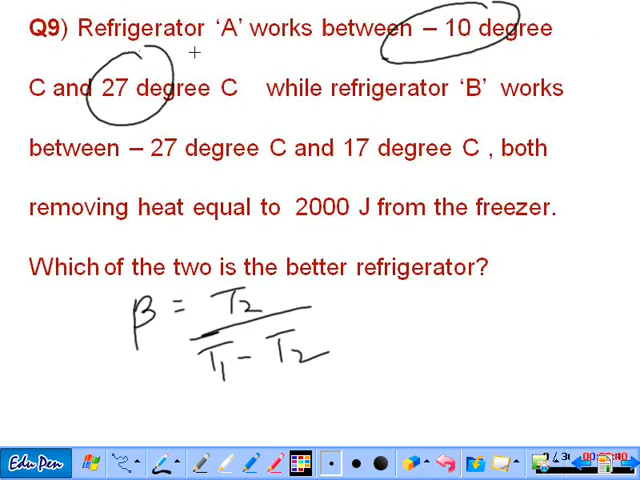 Q9) Refrigerator ‘A’ works between – 10 degree
C and 27 degree C while refrigerator ‘B’ works
between – 27 degree C and 17 degree C , both
removing heat equal to 2000 J from the freezer.
Which of the two is the better refrigerator?
β = T2 / T1 – T2
Edu Pen